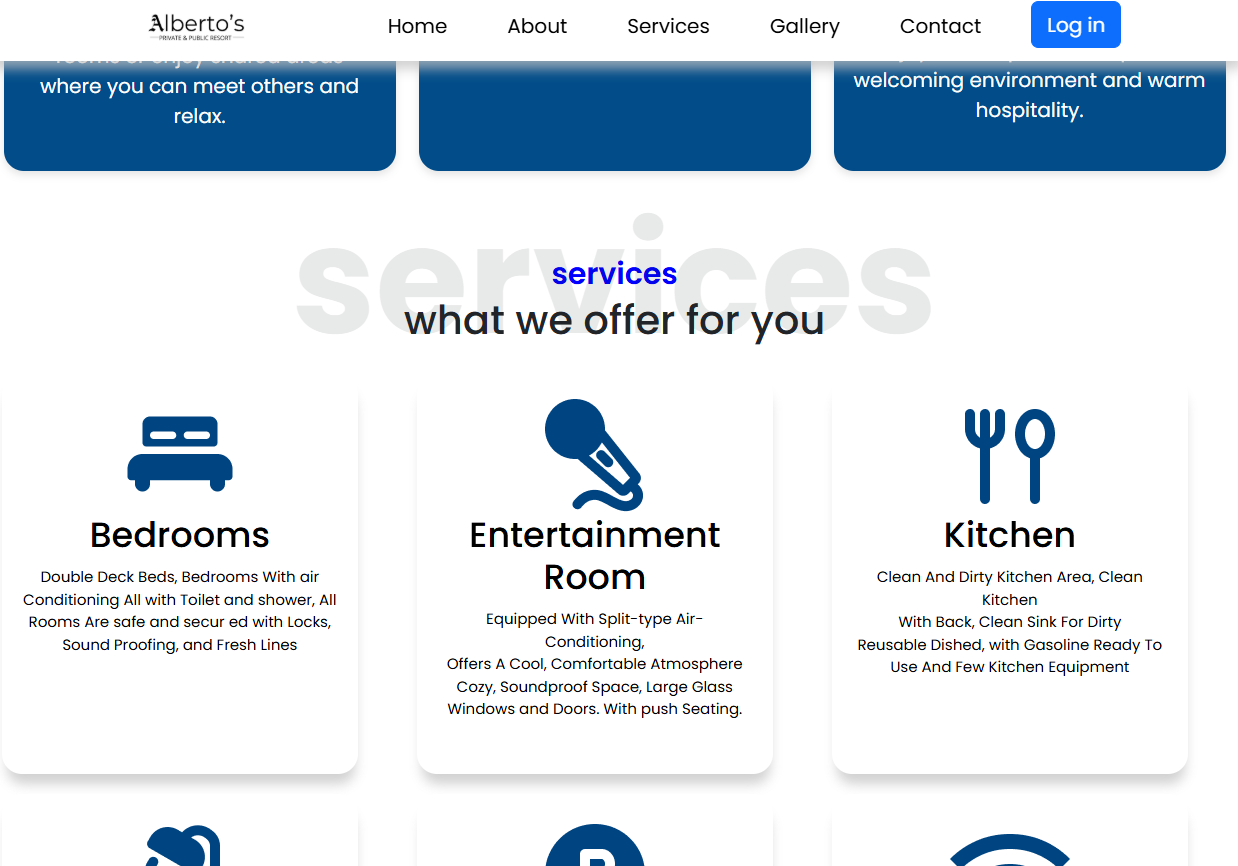 Alberto's
PRIVATE & PUBLIC RESORT
Home About Services Gallery Contact Log in
rooms or enjoy shared areas
where you can meet others and
relax.
welcoming environment and warm
hospitality.
services
services
what we offer for you
Bedrooms
Double Deck Beds, Bedrooms With air
Conditioning All with Toilet and shower, All
Rooms Are safe and secur ed with Locks,
Sound Proofing, and Fresh Lines
Entertainment
Room
Equipped With Split-type Air-
Conditioning,
Offers A Cool, Comfortable Atmosphere
Cozy, Soundproof Space, Large Glass
Windows and Doors. With push Seating.
Kitchen
Clean And Dirty Kitchen Area, Clean
Kitchen
With Back, Clean Sink For Dirty
Reusable Dished, with Gasoline Ready To
Use And Few Kitchen Equipment